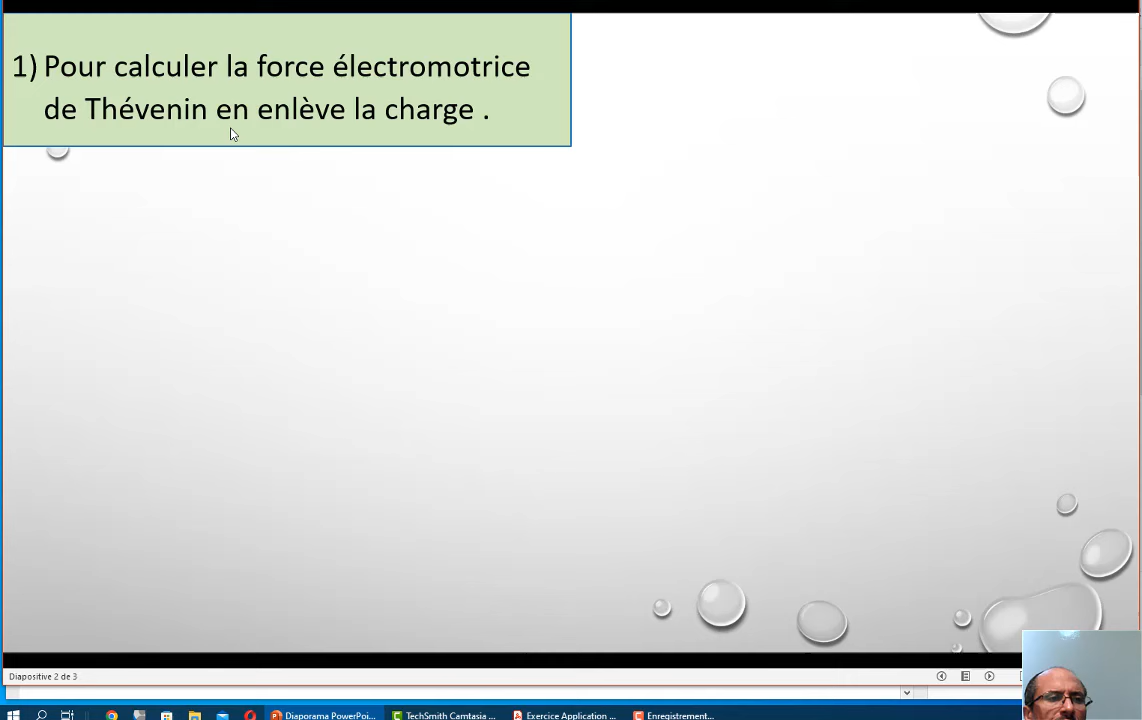 1) Pour calculer la force électromotrice
de Thévenin en enlève la charge .
Diapositive 2 de 3
Diaporama PowerPoi...
TechSmith Camtasia ...
Exercice Application ...
Enregistrement...